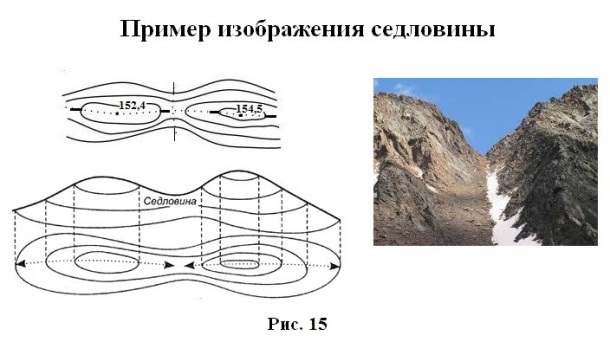 Пример изображения седловины
152,4
154,5
Седловина
Рис. 15